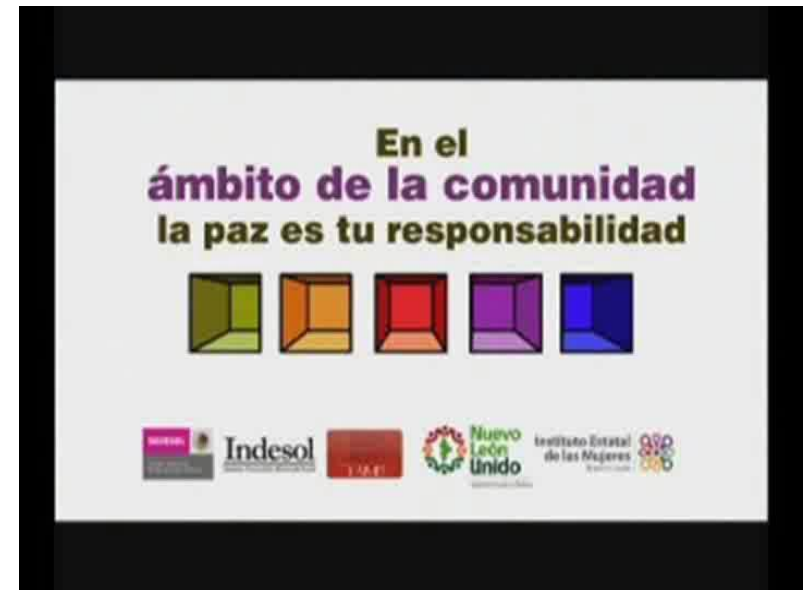 En el
ámbito de la comunidad
la paz es tu responsabilidad
Indesol
Nuevo
León
Unido
Instituto Estatal
de las Mujeres